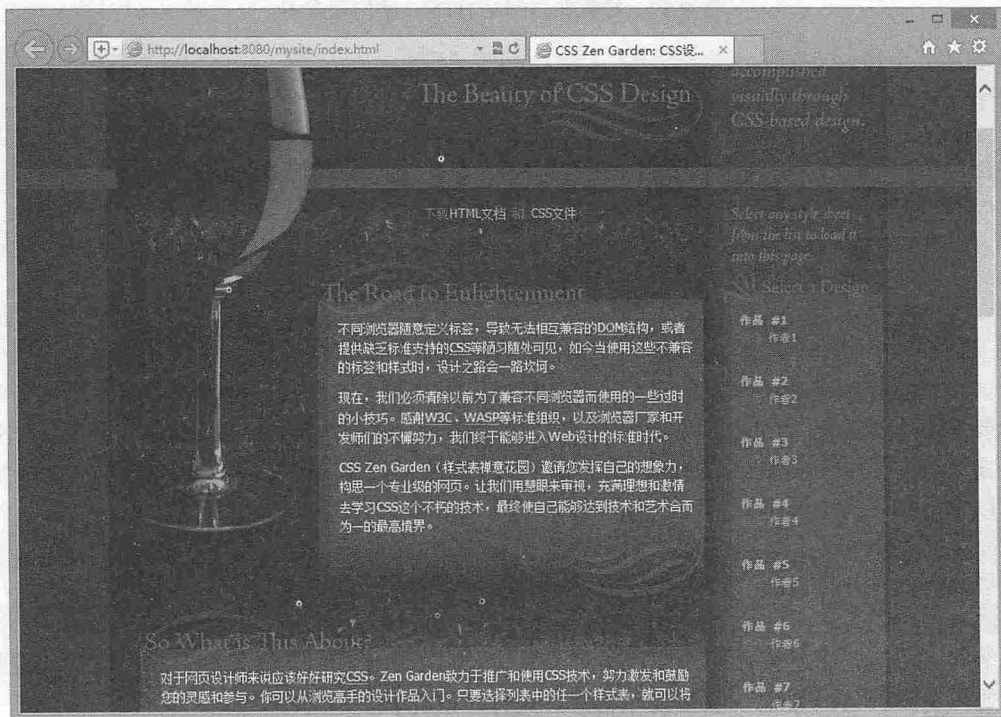 http://localhost:8080/mysite/index.html
CSS Zen Garden: CSS设...
The Beauty of CSS Design
accomplished
visually through
CSS-based design.
下载HTML文档 和 CSS文件
Select any style sheet
from the list to load it
into this page.
Select a Design
The Road to Enlightenment
不同浏览器随意定义标签，导致无法相互兼容的DOM结构，或者
提供缺乏标准支持的CSS等陋习随处可见，如今当使用这些不兼容
的标签和样式时，设计之路会一路坎坷。
现在，我们必须清除以前为了兼容不同浏览器而使用的一些过时
的小技巧。感谢W3C、WASP等标准组织，以及浏览器厂家和开
发师们的不懈努力，我们终于能够进入Web设计的标准时代。
CSS Zen Garden（样式表禅意花园）邀请您发挥自己的想象力，
构思一个专业级的网页。让我们用慧眼来审视，充满理想和激情
去学习CSS这个不朽的技术，最终使自己能够达到技术和艺术合而
为一的最高境界。
作品 #1
作者1
作品 #2
作者2
作品 #3
作者3
作品 #4
作者4
作品 #5
作者5
作品 #6
作者6
作品 #7
作者7
So What is This About?
对于网页设计师来说应该好好研究CSS。Zen Garden致力于推广和使用CSS技术，努力激发和鼓励
您的灵感和参与。你可以从浏览高手的设计作品入门。只要选择列表中的任一个样式表，就可以将